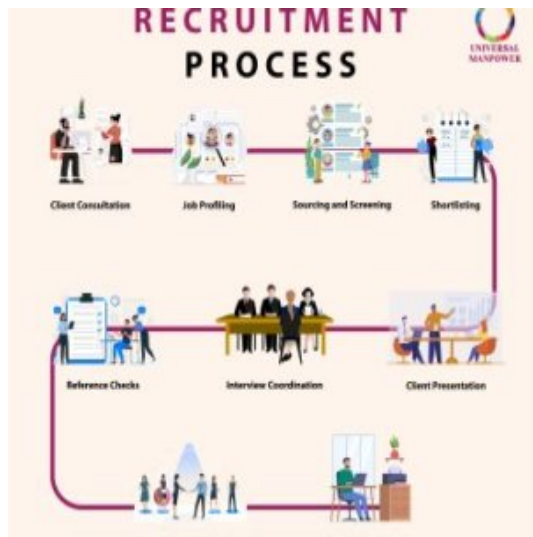 RECRUITMENT
PROCESS
UNIVERSAL
MANPOWER
Client Consultation
Job Profiling
Sourcing and Screening
Shortlisting
Reference Checks
Interview Coordination
Client Presentation